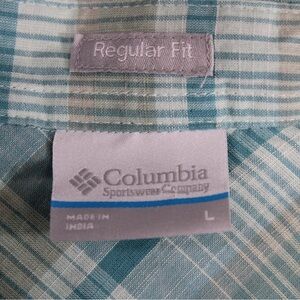 Regular Fit
Columbia
Sportswear Company
MADE IN
INDIA
L